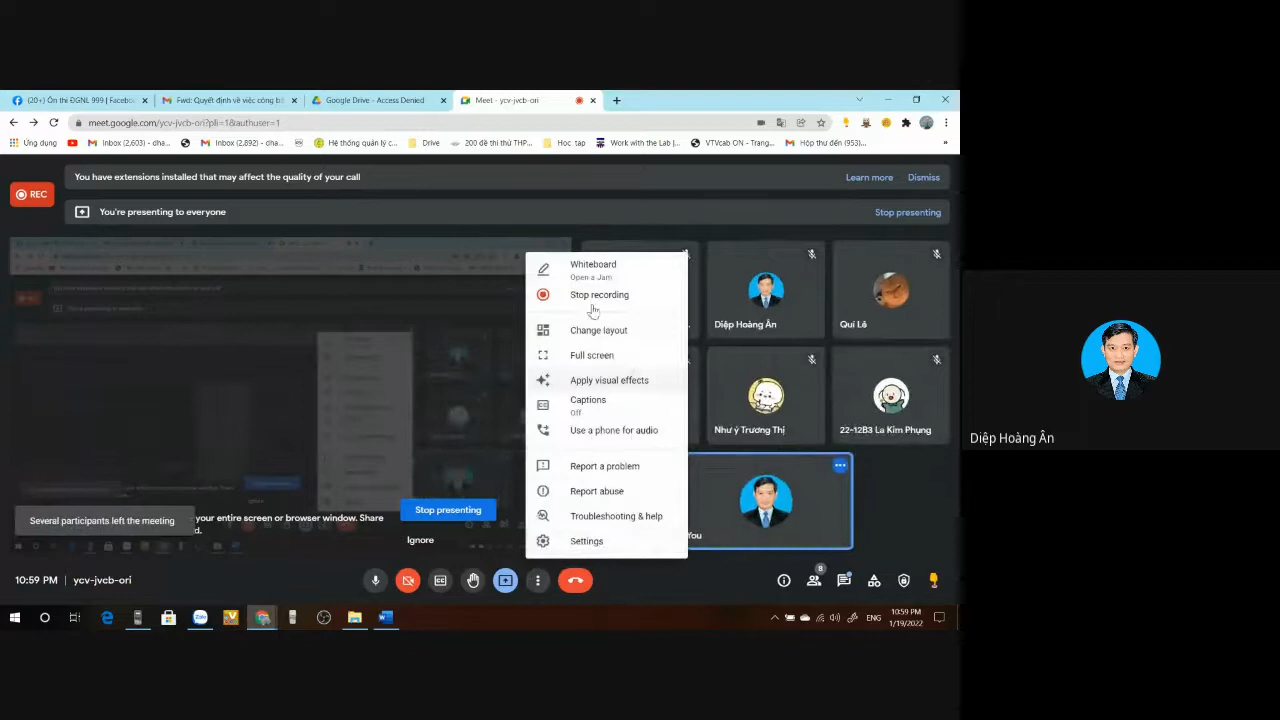 (20+) Ôn thi ĐGNL 999 | Facebo
Fwd: Quyết định về việc công bố
Google Drive - Access Denied
Meet - ycv-jvcb-ori
meet.google.com/ycv-jvcb-ori?pli=1&authuser=1
Ứng dụng
Inbox (2,603) - dha...
Inbox (2,892) - dha...
Hệ thống quản lý c...
Drive
200 đề thi thử THP...
Học tập
Work with the Lab |...
VTVcab ON - Trang...
Hộp thư đến (953)...
»
REC
You have extensions installed that may affect the quality of your call
Learn more
Dismiss
You're presenting to everyone
Stop presenting
Whiteboard
Open a Jam
Stop recording
Change layout
Full screen
Apply visual effects
Captions
Off
Use a phone for audio
Report a problem
Report abuse
Troubleshooting & help
Settings
Diệp Hoàng Ân
Qui Lê
Như ý Trương Thị
22-12B3 La Kim Phụng
You
Several participants left the meeting
your entire screen or browser window. Share
Stop presenting
Ignore
10:59 PM | ycv-jvcb-ori
8
ENG
10:59 PM
1/19/2022
Diệp Hoàng Ân